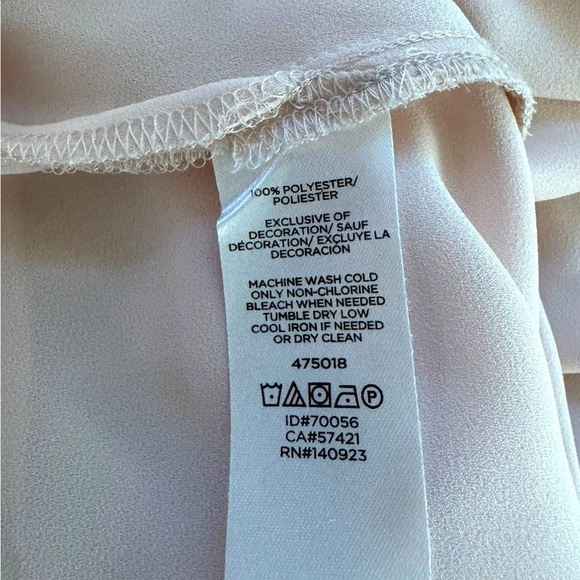 100% POLYESTER/
POLIESTER
EXCLUSIVE OF
DECORATION/ SAUF
DÉCORATION/ EXCLUYE LA
DECORACIÓN
MACHINE WASH COLD
ONLY NON-CHLORINE
BLEACH WHEN NEEDED
TUMBLE DRY LOW
COOL IRON IF NEEDED
OR DRY CLEAN
475018
P
ID#70056
CA#57421
RN#140923